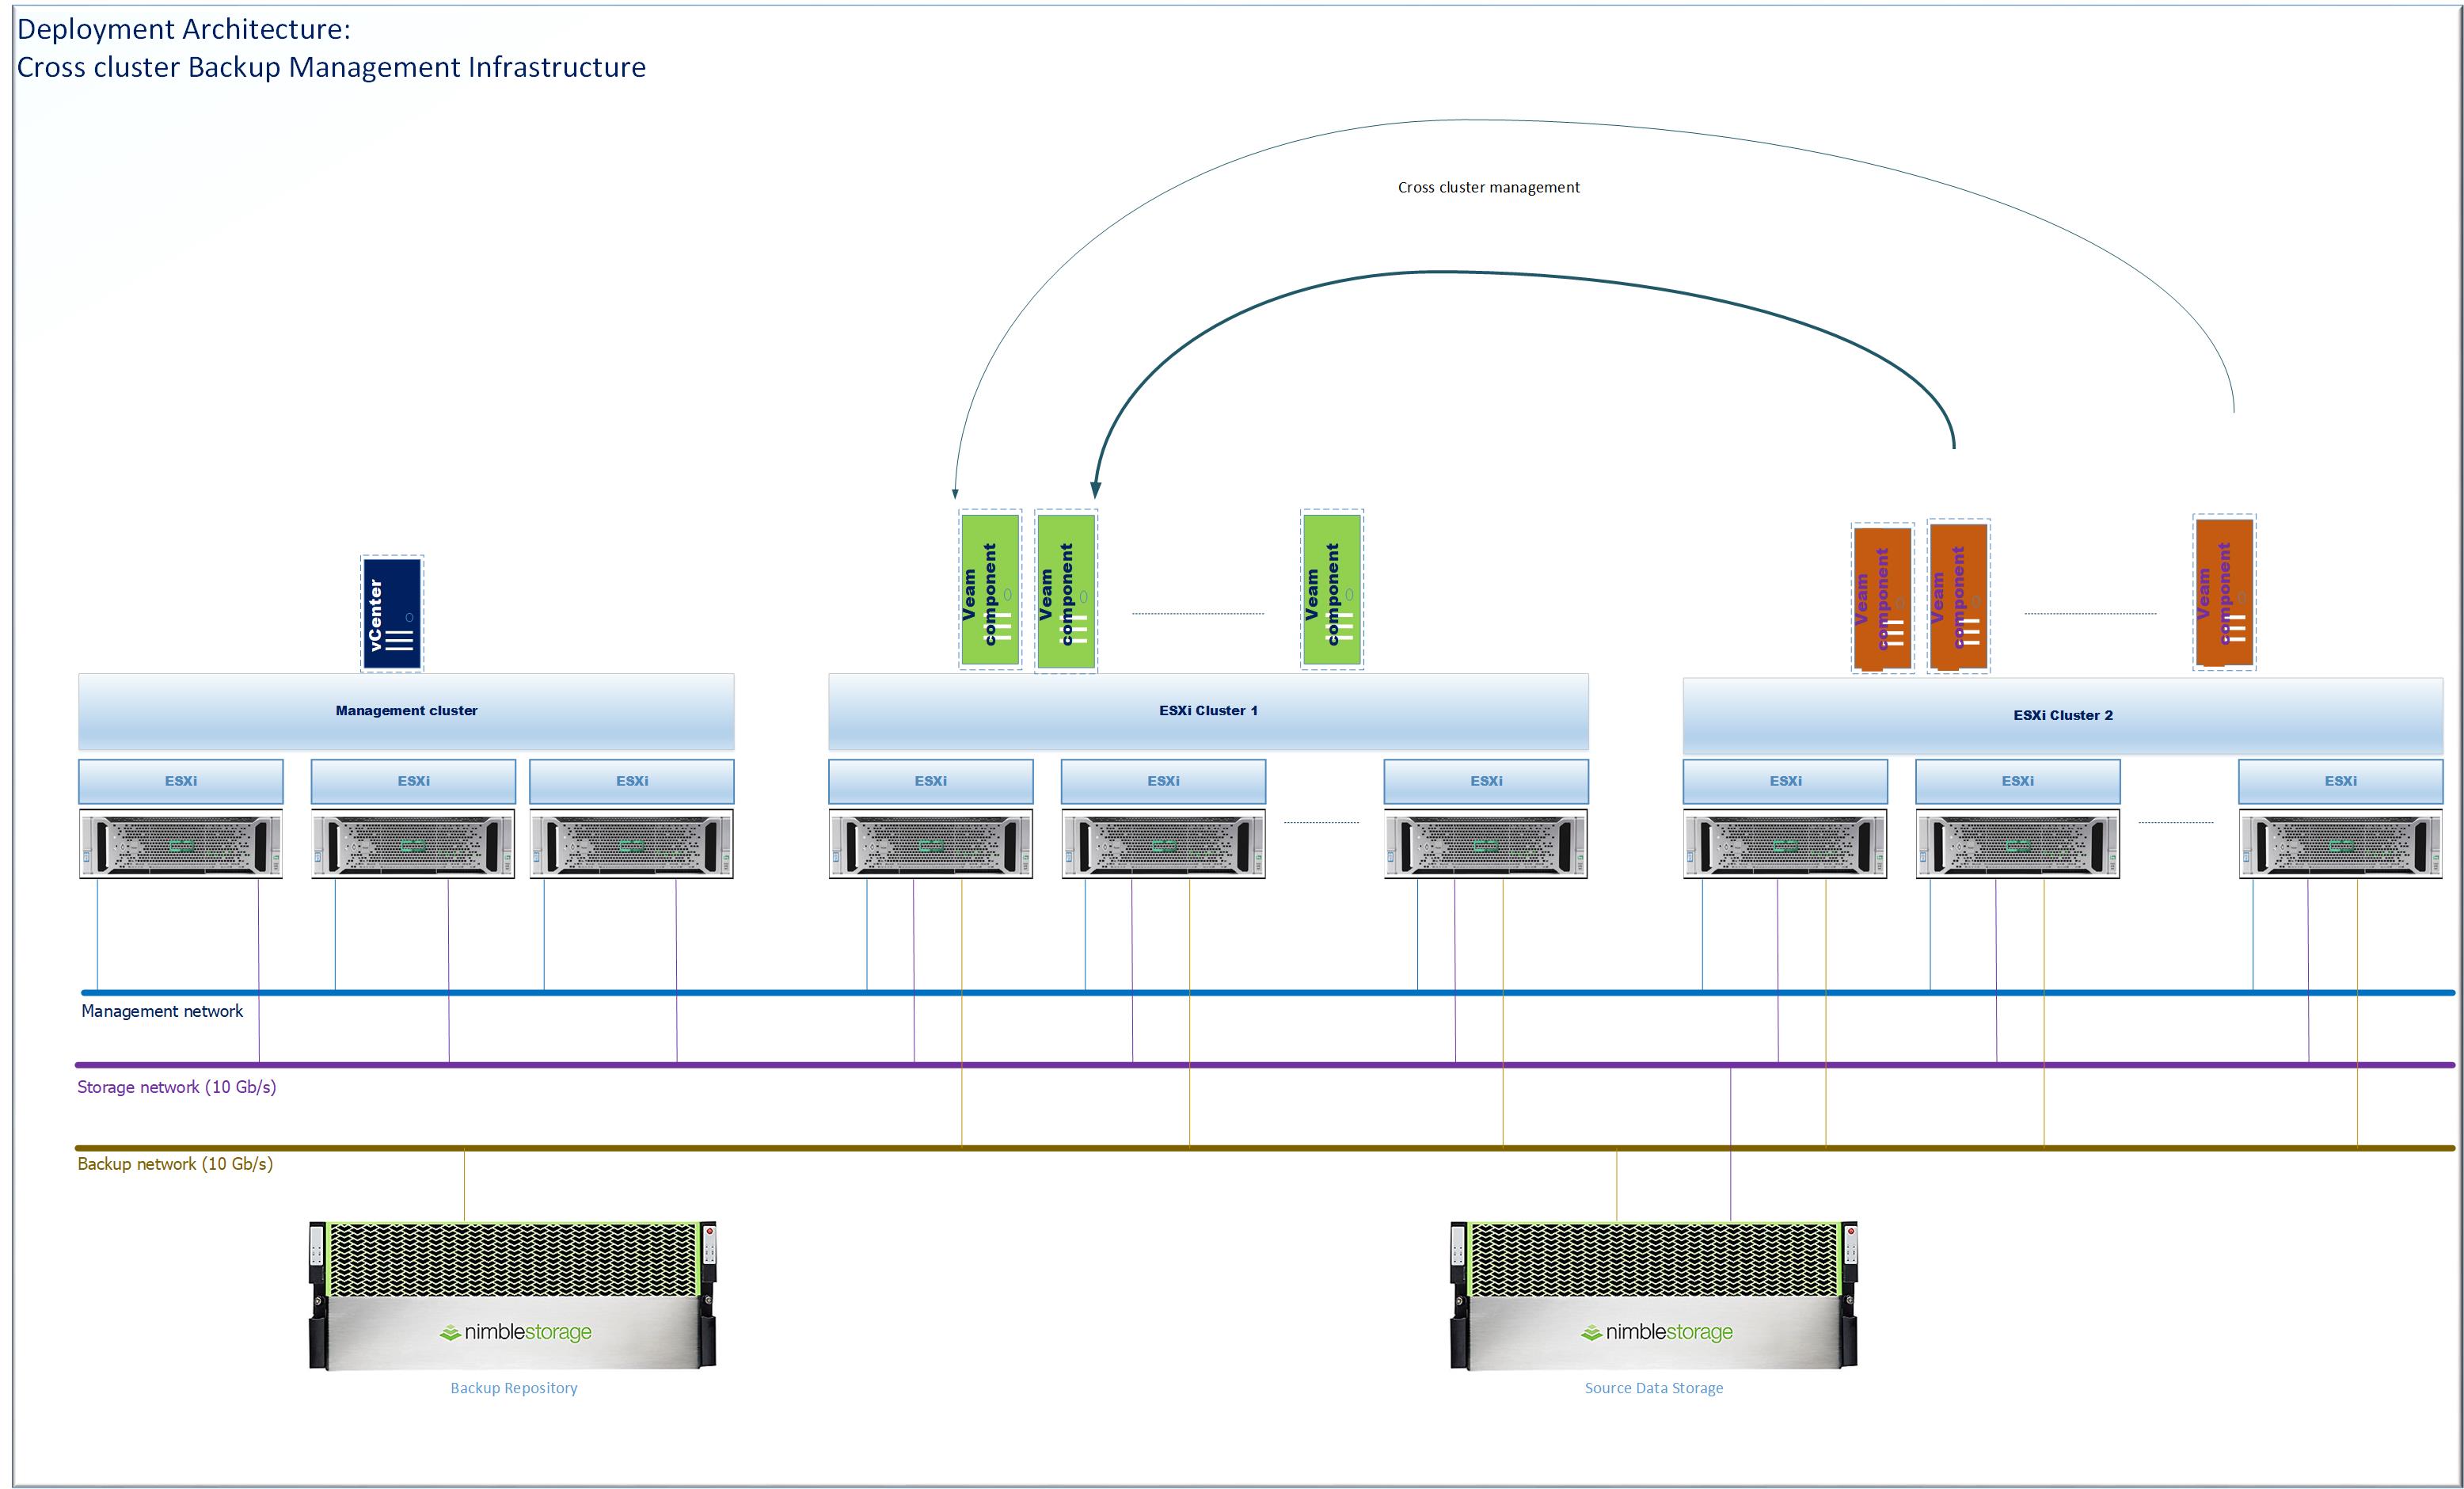 Deployment Architecture:
Cross cluster Backup Management Infrastructure
Cross cluster management
vCenter
Veam
component
Veam
component
Veam
component
Veam
component
Veam
component
Veam
component
Management cluster
ESXi Cluster 1
ESXi Cluster 2
ESXi
ESXi
ESXi
ESXi
ESXi
ESXi
ESXi
ESXi
ESXi
Management network
Storage network (10 Gb/s)
Backup network (10 Gb/s)
nimblestorage
nimblestorage
Backup Repository
Source Data Storage